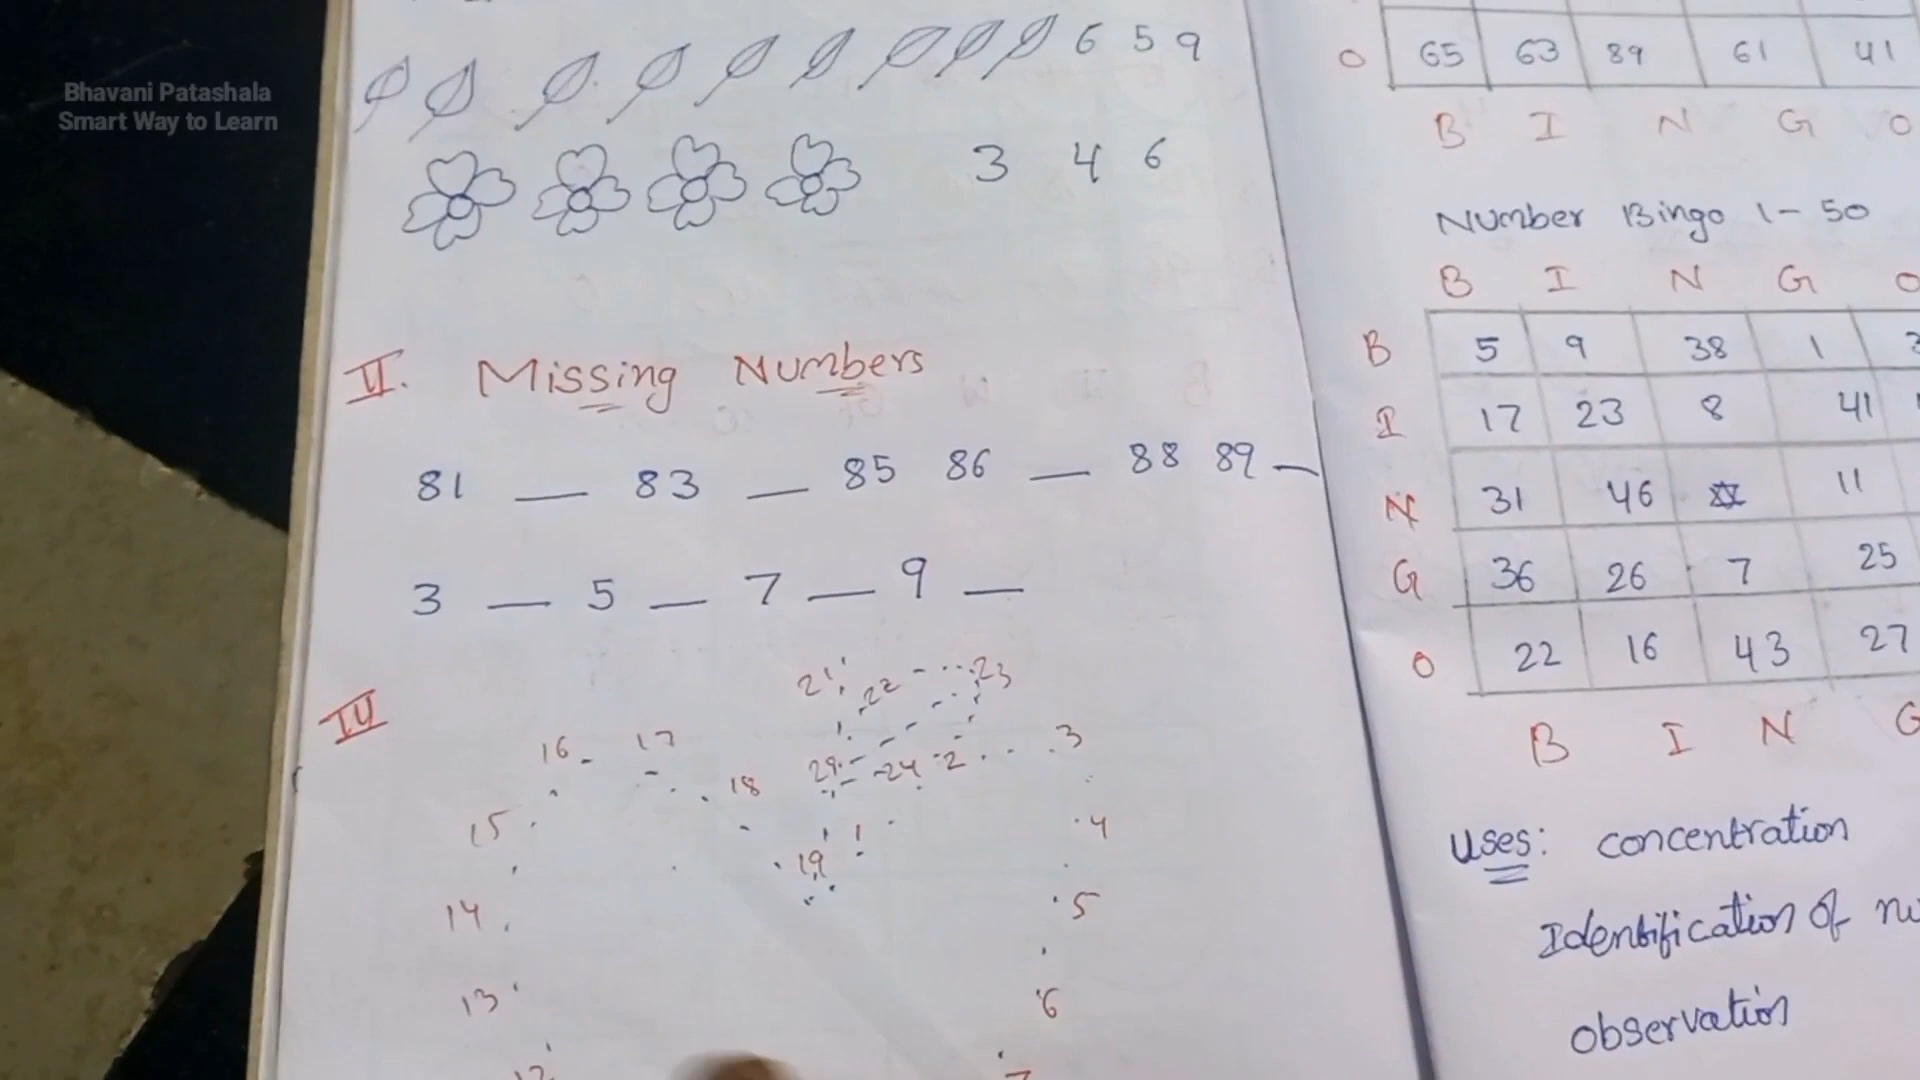 Bhavani Patashala
Smart Way to Learn
6 5 9
3 4 6
II. Missing Numbers
81 __ 83 __ 85 86 __ 88 89 __
3 __ 5 __ 7 __ 9 __
IV
21 22 23
16 17 24 2 3
18
15 19 1 4
14 5
13 6
12 7
O 65 63 89 61 41
B I N G O
Number Bingo 1-50
B I N G O
B 5 9 38 1
I 17 23 8 41
N 31 46 11
G 36 26 7 25
O 22 16 43 27
B I N G
Uses: concentration
Identification of
observation